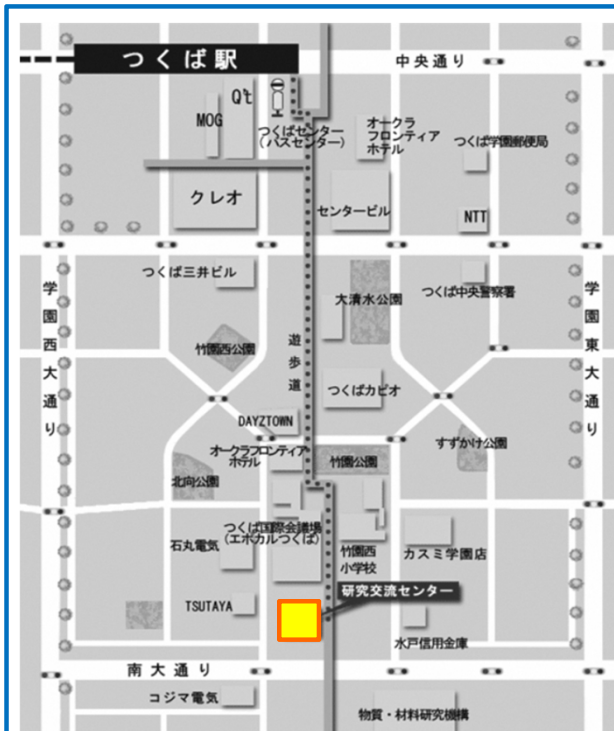 つくば駅
中央通り
Qt
MOG
つくばセンター
(バスセンター)
オークラ
フロンティア
ホテル
つくば学園郵便局
クレオ
センタービル
NTT
つくば三井ビル
大清水公園
つくば中央警察署
学園西大通り
学園東大通り
遊歩道
竹園西公園
つくばカピオ
DAYZTOWN
オークラフロンティア
ホテル
竹園公園
すずかけ公園
北向公園
つくば国際会議場
(エポカルつくば)
石丸電気
竹園西
小学校
カスミ学園店
研究交流センター
TSUTAYA
水戸信用金庫
南大通り
コジマ電気
物質・材料研究機構